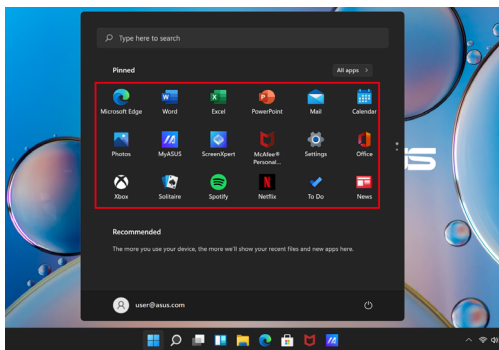 Type here to search
Pinned
All apps >
Microsoft Edge Word Excel PowerPoint Mail Calendar
Photos MyASUS ScreenXpert McAfee® Personal... Settings Office
Xbox Solitaire Spotify Netflix To Do News
Recommended
The more you use your device, the more we'll show your recent files and new apps here.
user@asus.com